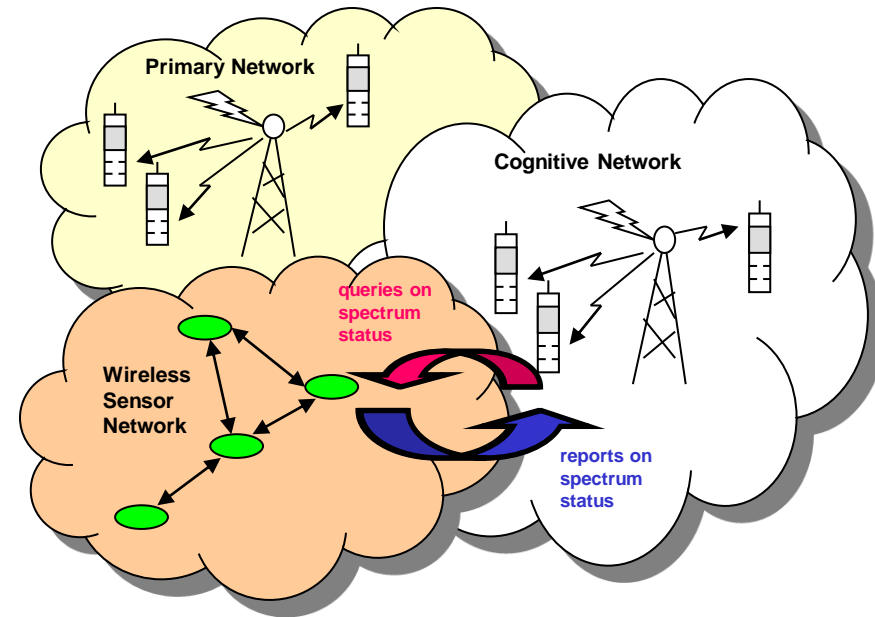 Primary Network
Cognitive Network
queries on
spectrum
status
Wireless
Sensor
Network
reports on
spectrum
status